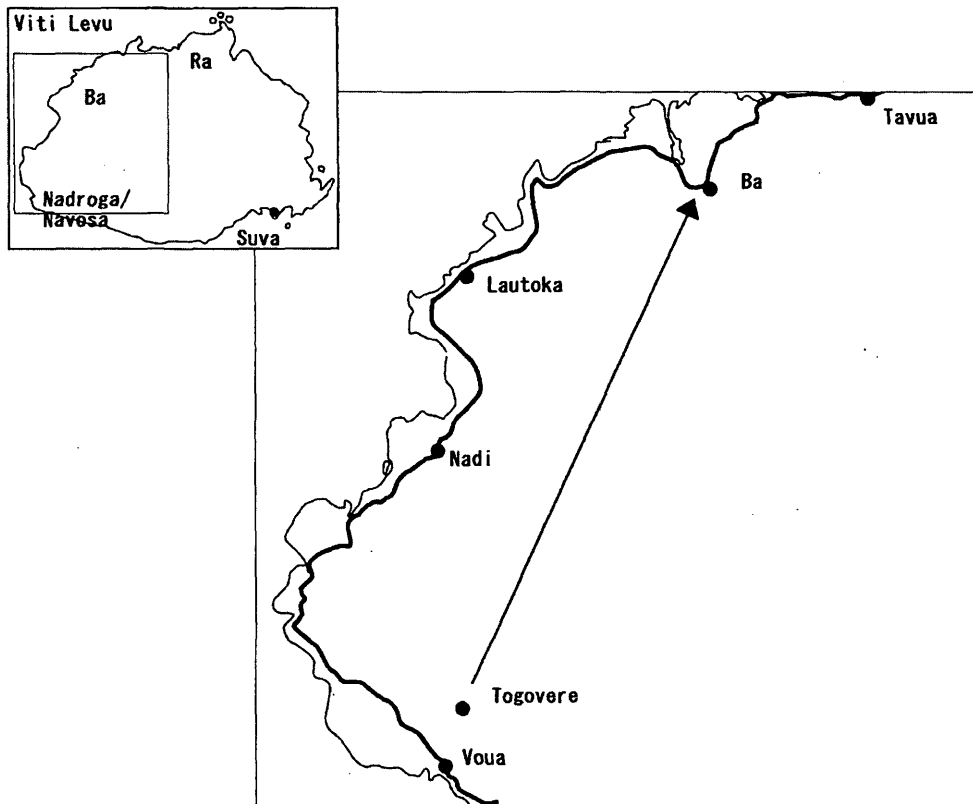 Viti Levu
Ra
Ba
Nadroga/
Navosa
Suva
Tavua
Ba
Lautoka
Nadi
Togovere
Voua